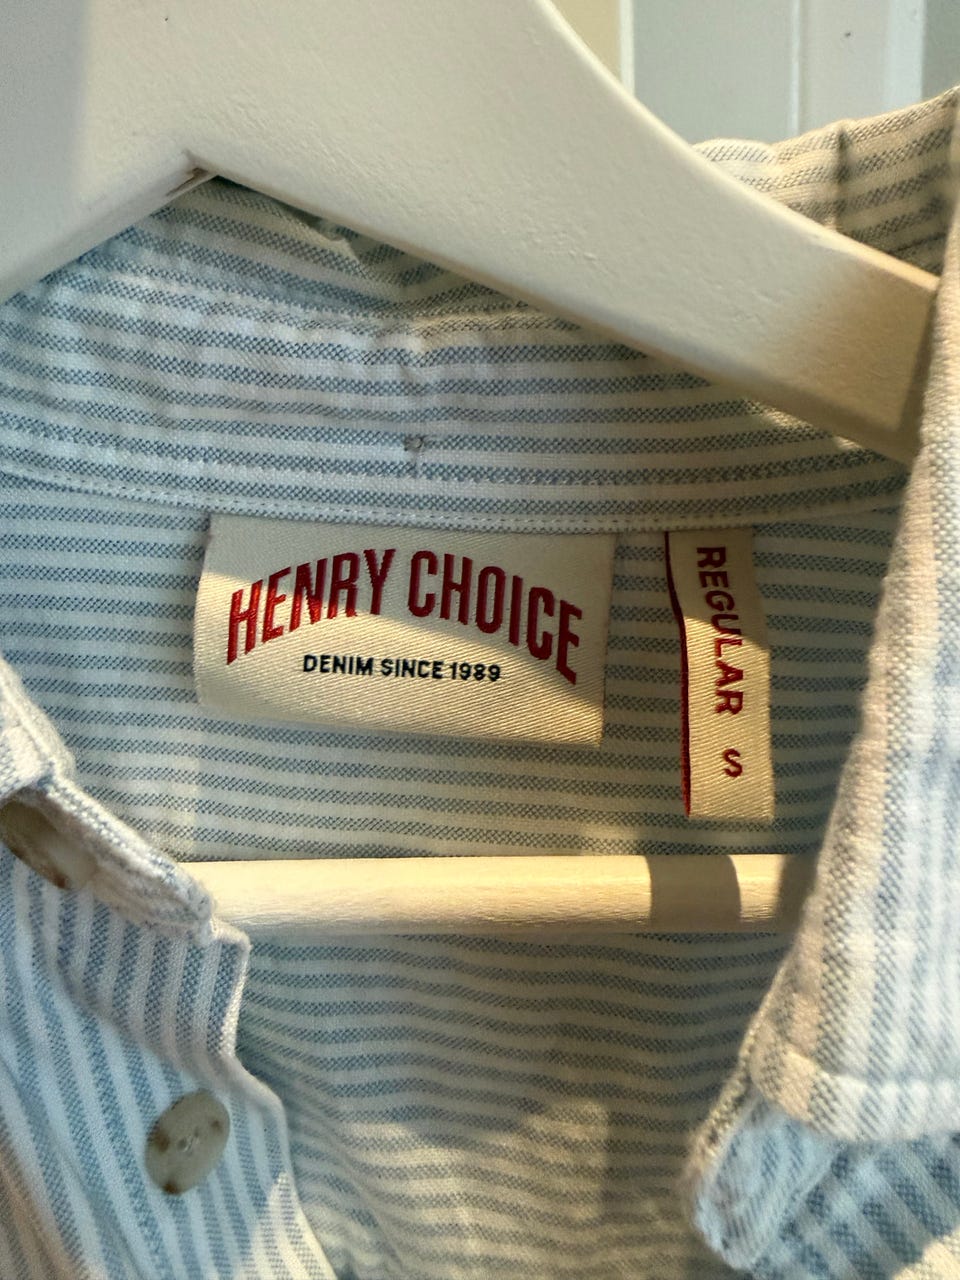 HENRY CHOICE
DENIM SINCE 1989
REGULAR S